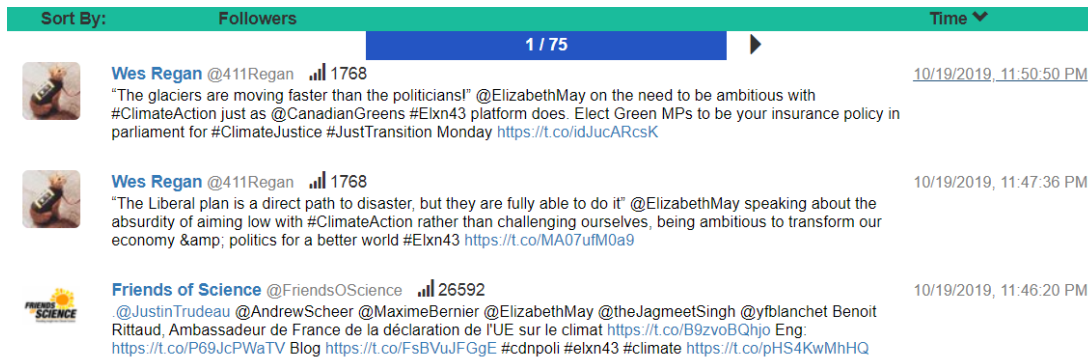 Sort By: Followers Time
1 / 75
Wes Regan @411Regan 1768 10/19/2019, 11:50:50 PM
“The glaciers are moving faster than the politicians!” @ElizabethMay on the need to be ambitious with
#ClimateAction just as @CanadianGreens #Elxn43 platform does. Elect Green MPs to be your insurance policy in
parliament for #ClimateJustice #JustTransition Monday https://t.co/idJucARcsK
Wes Regan @411Regan 1768 10/19/2019, 11:47:36 PM
“The Liberal plan is a direct path to disaster, but they are fully able to do it” @ElizabethMay speaking about the
absurdity of aiming low with #ClimateAction rather than challenging ourselves, being ambitious to transform our
economy &amp; politics for a better world #Elxn43 https://t.co/MA07ufM0a9
FRIENDS OF SCIENCE
Friends of Science @FriendsOScience 26592 10/19/2019, 11:46:20 PM
.@JustinTrudeau @AndrewScheer @MaximeBernier @ElizabethMay @theJagmeetSingh @yfblanchet Benoit
Rittaud, Ambassadeur de France de la déclaration de l'UE sur le climat https://t.co/B9zvoBQhjo Eng:
https://t.co/P69JcPWaTV Blog https://t.co/FsBVuJFGgE #cdnpoli #elxn43 #climate https://t.co/pHS4KwMhHQ